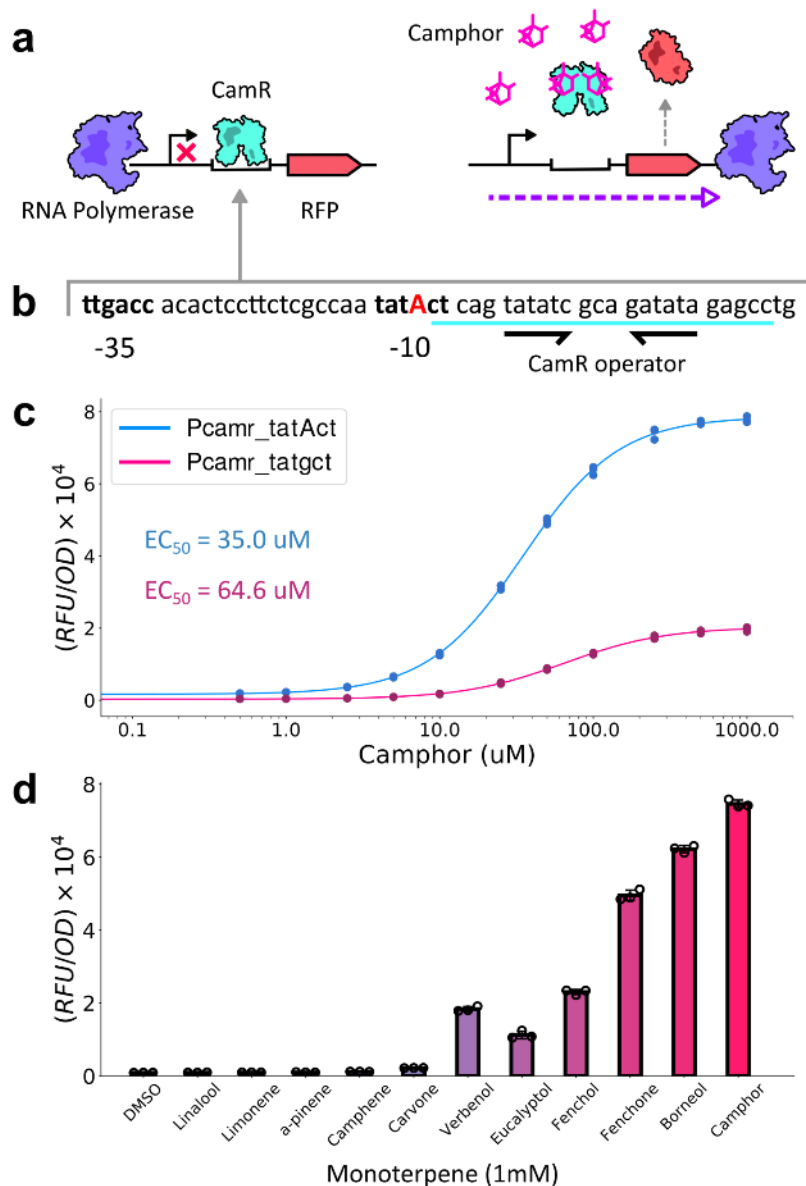 a
Camphor
CamR
RNA Polymerase
RFP
b
ttgacc acactccttctcgccaa tatAct cag tatatc gca gatata gagcctg
-35
-10
CamR operator
c
Pcamr_tatAct
Pcamr_tatgct
EC50 = 35.0 uM
EC50 = 64.6 uM
(RFU/OD) × 10^4
8
6
4
2
0
0.1 1.0 10.0 100.0 1000.0
Camphor (uM)
d
(RFU/OD) × 10^4
8
6
4
2
0
DMSO
Linalool
Limonene
a-pinene
Camphene
Carvone
Verbenol
Eucalyptol
Fenchol
Fenchone
Borneol
Camphor
Monoterpene (1mM)